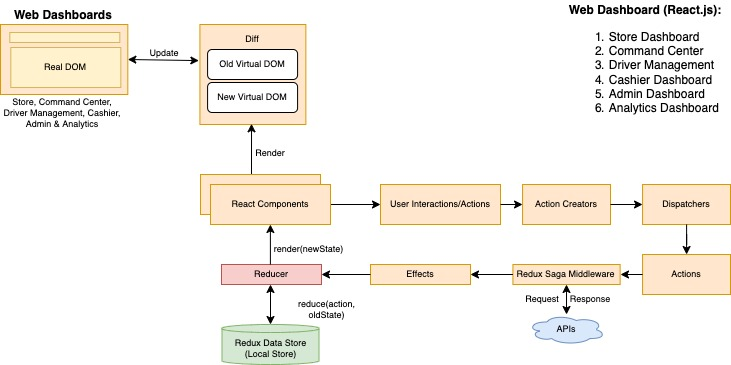 Web Dashboards
Real DOM
Store, Command Center,
Driver Management, Cashier,
Admin & Analytics
Update
Diff
Old Virtual DOM
New Virtual DOM
Web Dashboard (React.js):
1. Store Dashboard
2. Command Center
3. Driver Management
4. Cashier Dashboard
5. Admin Dashboard
6. Analytics Dashboard
Render
React Components
User Interactions/Actions
Action Creators
Dispatchers
render(newState)
Reducer
Effects
Redux Saga Middleware
Actions
reduce(action,
oldState)
Request
Response
APIs
Redux Data Store
(Local Store)